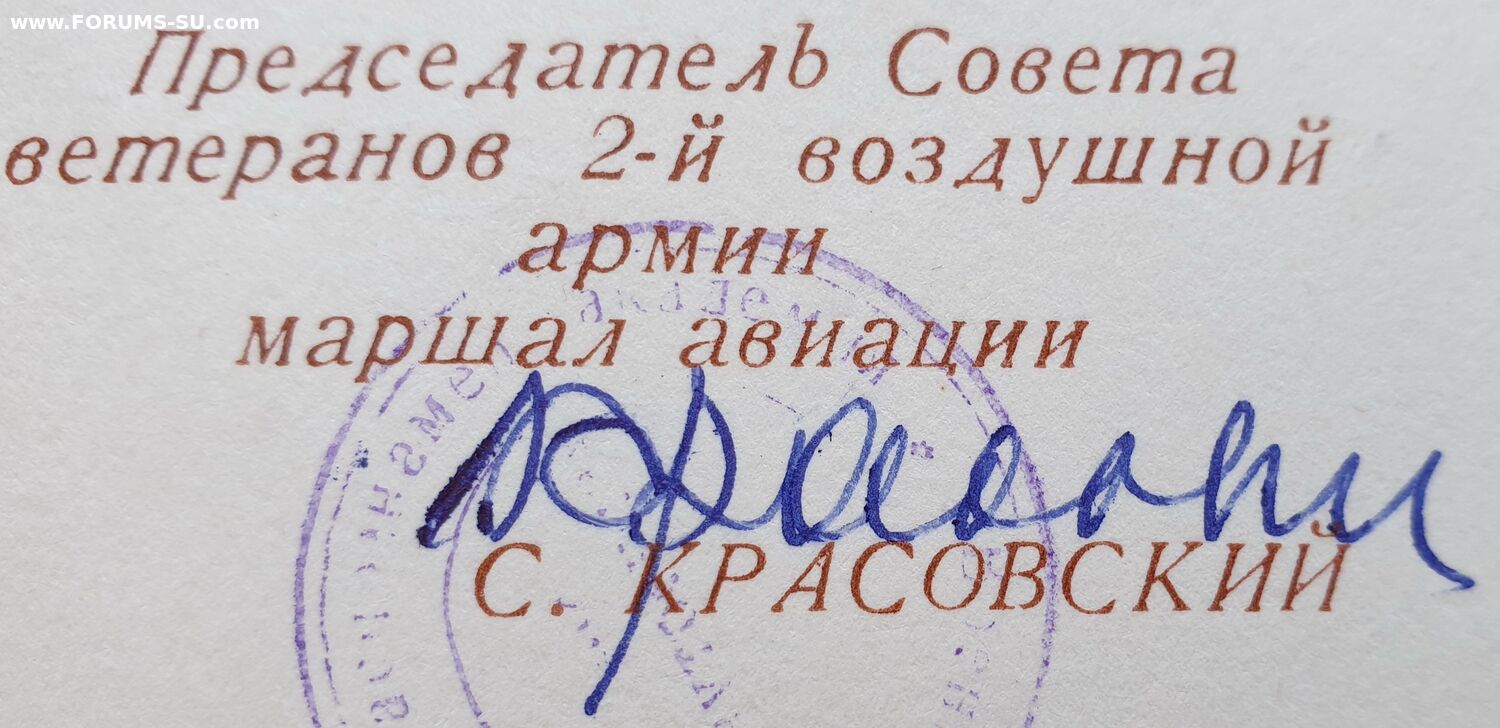 www.FORUMS-SU.com
Председатель Совета
ветеранов 2-й воздушной
армии
маршал авиации
С. КРАСОВСКИЙ